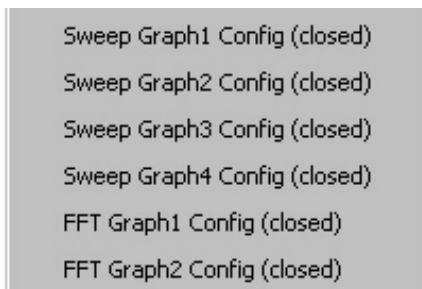 Sweep Graph1 Config (closed)
Sweep Graph2 Config (closed)
Sweep Graph3 Config (closed)
Sweep Graph4 Config (closed)
FFT Graph1 Config (closed)
FFT Graph2 Config (closed)